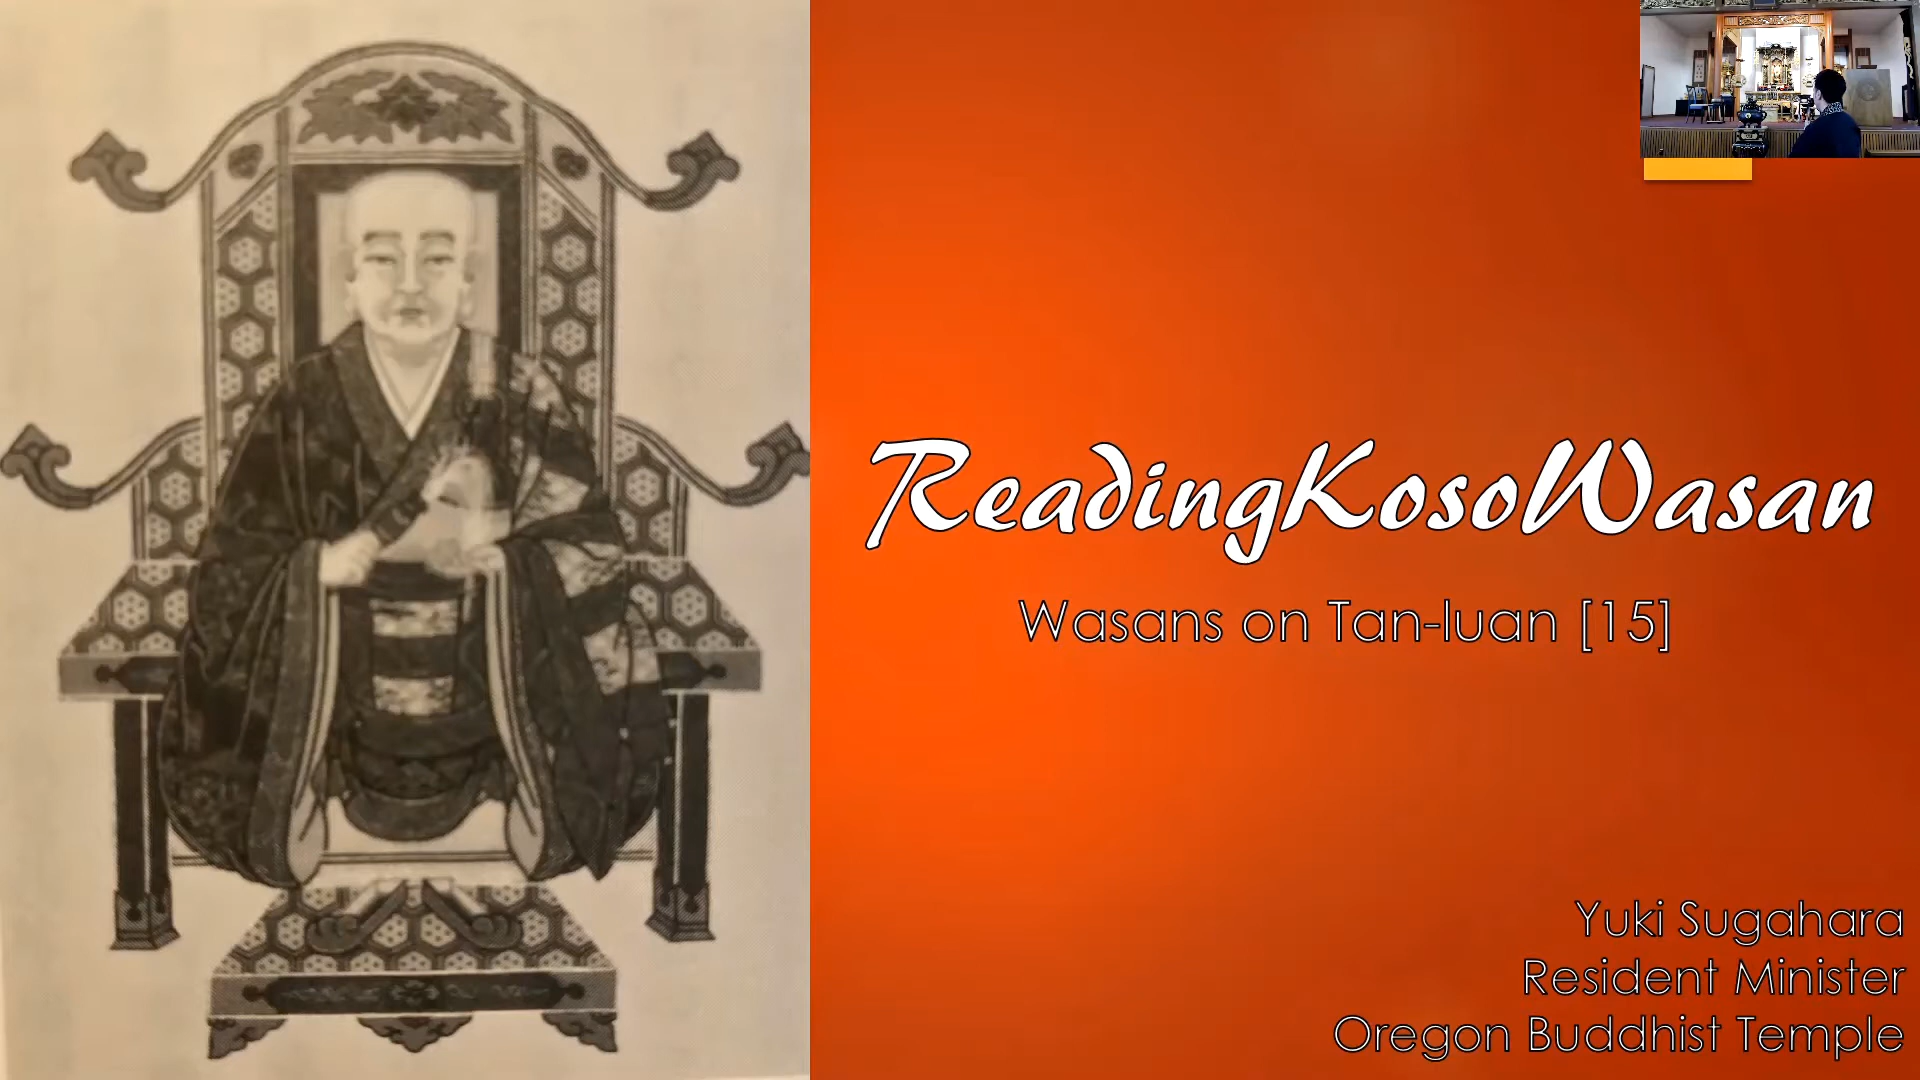 ReadingKosoWasan
Wasans on Tan-luan [15]
Yuki Sugahara
Resident Minister
Oregon Buddhist Temple